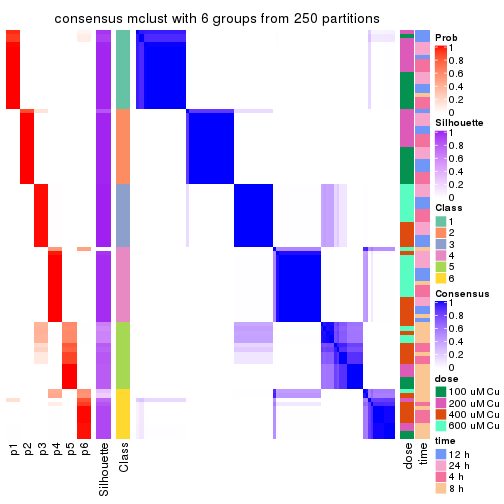 consensus mclust with 6 groups from 250 partitions
Prob
1
0.8
0.6
0.4
0.2
0
Silhouette
1
0.8
0.6
0.4
0.2
0
Class
1
2
3
4
5
6
Consensus
1
0.8
0.6
0.4
0.2
0
dose
100 uM Cu
200 uM Cu
400 uM Cu
600 uM Cu
time
12 h
24 h
4 h
8 h
p1
p2
p3
p4
p5
p6
Silhouette
Class
dose
time